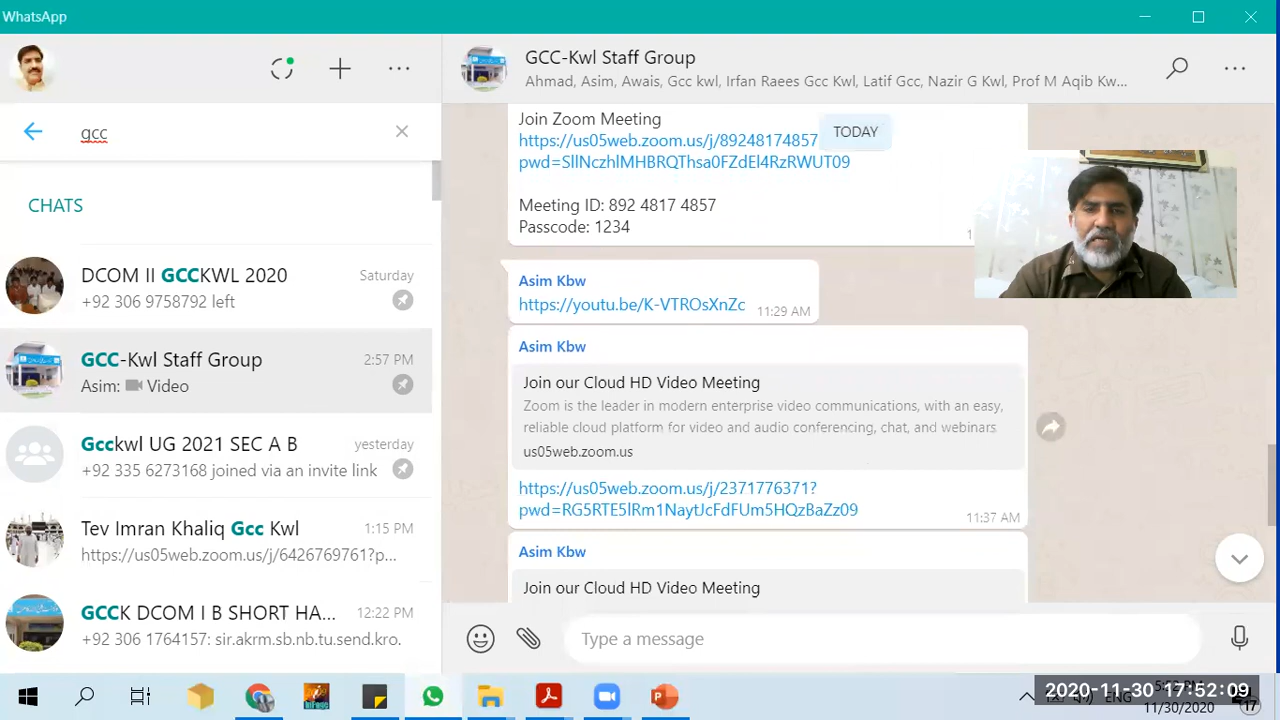 WhatsApp
gcc
CHATS
DCOM II GCCKWL 2020
Saturday
+92 306 9758792 left
GCC-Kwl Staff Group
2:57 PM
Asim: Video
Gcckwl UG 2021 SEC A B
yesterday
+92 335 6273168 joined via an invite link
Tev Imran Khaliq Gcc Kwl
1:15 PM
https://us05web.zoom.us/j/6426769761?p...
GCCK DCOM I B SHORT HA...
12:22 PM
+92 306 1764157: sir.akrm.sb.nb.tu.send.kro.
GCC-Kwl Staff Group
Ahmad, Asim, Awais, Gcc kwl, Irfan Raees Gcc Kwl, Latif Gcc, Nazir G Kwl, Prof M Aqib Kw...
Join Zoom Meeting
TODAY
https://us05web.zoom.us/j/89248174857
pwd=SllNczhlMHBRQThsa0FZdEl4RzRWUT09
Meeting ID: 892 4817 4857
Passcode: 1234
Asim Kbw
https://youtu.be/K-VTROsXnZc
11:29 AM
Asim Kbw
Join our Cloud HD Video Meeting
Zoom is the leader in modern enterprise video communications, with an easy,
reliable cloud platform for video and audio conferencing, chat, and webinars
us05web.zoom.us
https://us05web.zoom.us/j/2371776371?
pwd=RG5RTE5lRm1NaytJcFdFUm5HQzBaZz09
11:37 AM
Asim Kbw
Join our Cloud HD Video Meeting
Type a message
2020-11-30 17:52:09
ENG
11/30/2020
17